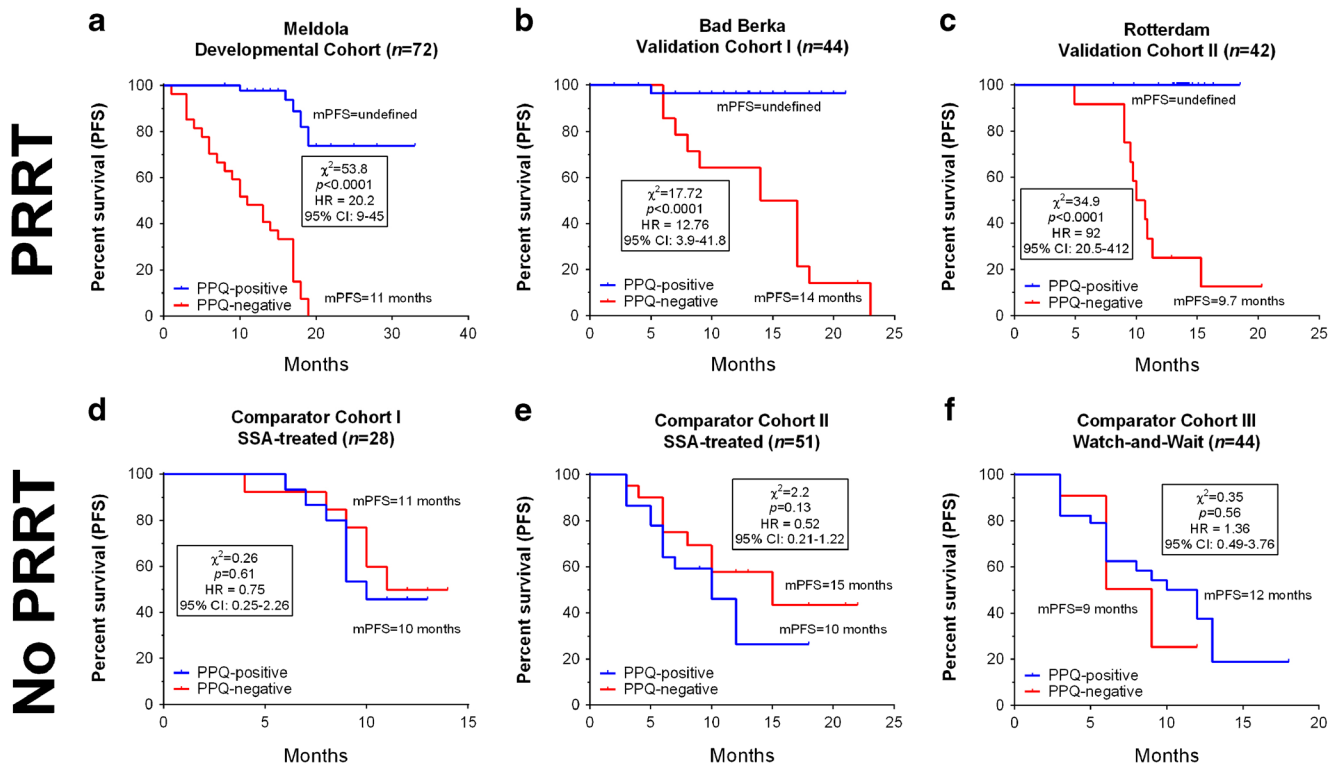 PRRT
a
Meldola
Developmental Cohort (n=72)
Percent survival (PFS)
100
80
60
40
20
0
mPFS=undefined
χ2=53.8
p<0.0001
HR = 20.2
95% CI: 9-45
PPQ-positive
PPQ-negative
mPFS=11 months
0 10 20 30 40
Months
b
Bad Berka
Validation Cohort I (n=44)
Percent survival (PFS)
100
80
60
40
20
0
mPFS=undefined
χ2=17.72
p<0.0001
HR = 12.76
95% CI: 3.9-41.8
PPQ-positive
PPQ-negative
mPFS=14 months
0 5 10 15 20 25
Months
c
Rotterdam
Validation Cohort II (n=42)
Percent survival (PFS)
100
80
60
40
20
0
mPFS=undefined
χ2=34.9
p<0.0001
HR = 92
95% CI: 20.5-412
PPQ-positive
PPQ-negative
mPFS=9.7 months
0 5 10 15 20 25
Months
No PRRT
d
Comparator Cohort I
SSA-treated (n=28)
Percent survival (PFS)
100
80
60
40
20
0
mPFS=11 months
χ2=0.26
p=0.61
HR = 0.75
95% CI: 0.25-2.26
mPFS=10 months
PPQ-positive
PPQ-negative
0 5 10 15
Months
e
Comparator Cohort II
SSA-treated (n=51)
Percent survival (PFS)
100
80
60
40
20
0
χ2=2.2
p=0.13
HR = 0.52
95% CI: 0.21-1.22
mPFS=15 months
mPFS=10 months
PPQ-positive
PPQ-negative
0 5 10 15 20 25
Months
f
Comparator Cohort III
Watch-and-Wait (n=44)
Percent survival (PFS)
100
80
60
40
20
0
χ2=0.35
p=0.56
HR = 1.36
95% CI: 0.49-3.76
mPFS=12 months
mPFS=9 months
PPQ-positive
PPQ-negative
0 5 10 15 20
Months